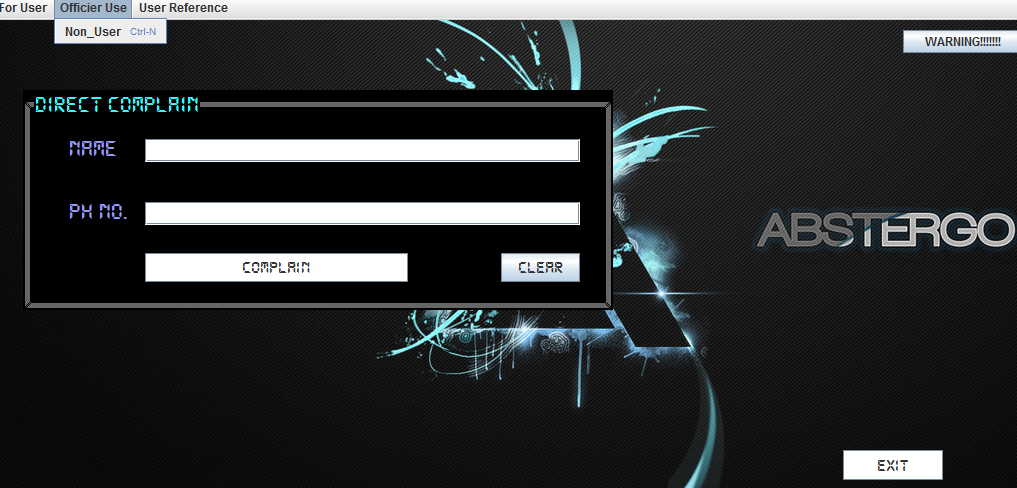 For User Officier Use User Reference
Non_User Ctrl-N
WARNING!!!!!!!
DIRECT COMPLAIN
NAME
PH NO.
COMPLAIN CLEAR
ABSTERGO
EXIT